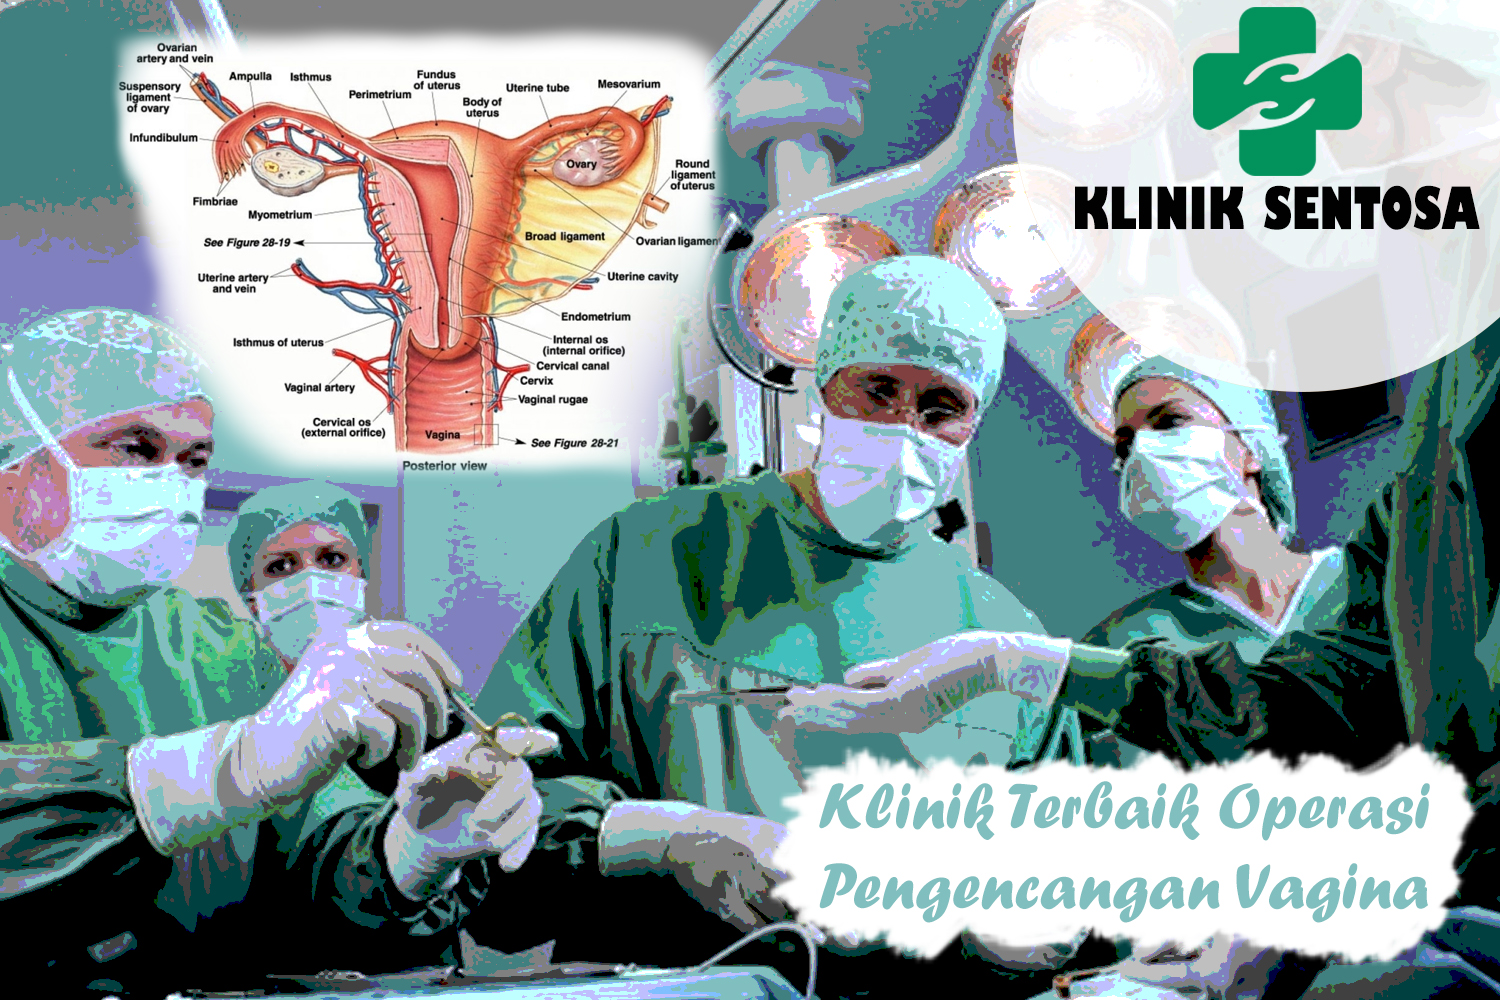 Ovarian
artery and vein
Suspensory
ligament
of ovary
Ampulla
Isthmus
Fundus
of uterus
Perimetrium
Body of
uterus
Uterine tube
Mesovarium
Infundibulum
Ovary
Round
ligament
of uterus
Fimbriae
Myometrium
See Figure 28-19
Broad ligament
Ovarian ligament
Uterine artery
and vein
Uterine cavity
Endometrium
Isthmus of uterus
Internal os
(internal orifice)
Cervical canal
Vaginal artery
Cervix
Vaginal rugae
Cervical os
(external orifice)
Vagina
See Figure 28-21
Posterior view
KLINIK SENTOSA
Klinik Terbaik Operasi
Pengencangan Vagina